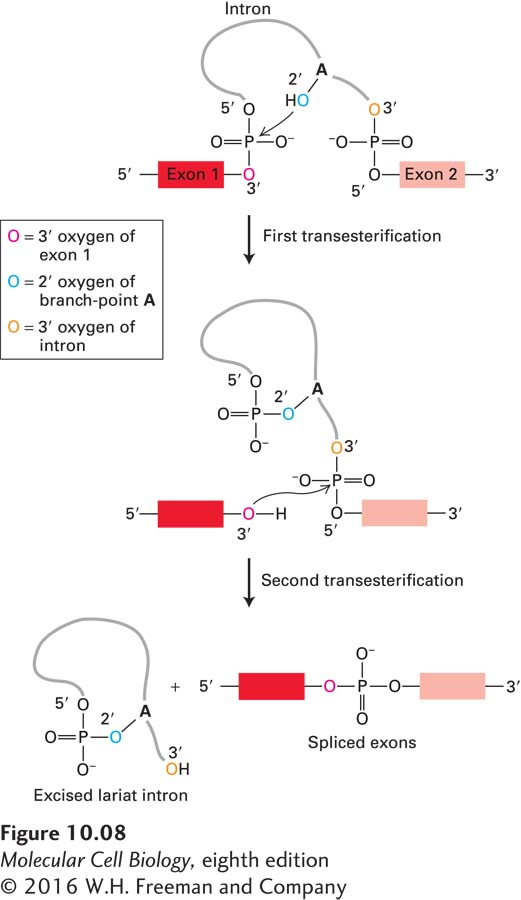 Intron
A
2′
HO
5′ O
O 3′
O=P—O⁻
⁻O—P=O
5′
Exon 1
O
3′
O
5′
Exon 2
3′
First transesterification
O = 3′ oxygen of
exon 1
O = 2′ oxygen of
branch-point A
O = 3′ oxygen of
intron
5′ O
2′
A
O=P—O
O⁻
O 3′
⁻O—P=O
5′
O—H
3′
O
5′
3′
Second transesterification
5′ O
2′
A
O=P—O
O⁻
3′
OH
Excised lariat intron
+
5′
O⁻
O—P—O
O
3′
Spliced exons
Figure 10.08
Molecular Cell Biology, eighth edition
© 2016 W.H. Freeman and Company